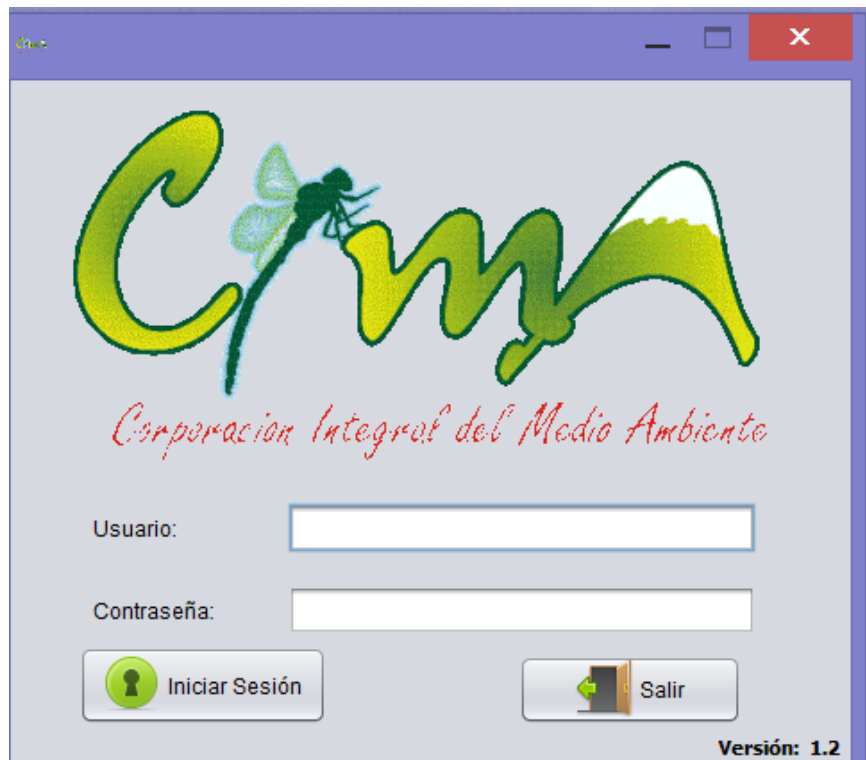 Cima
Corporacion Integral del Medio Ambiente
Usuario:
Contraseña:
Iniciar Sesión
Salir
Versión: 1.2